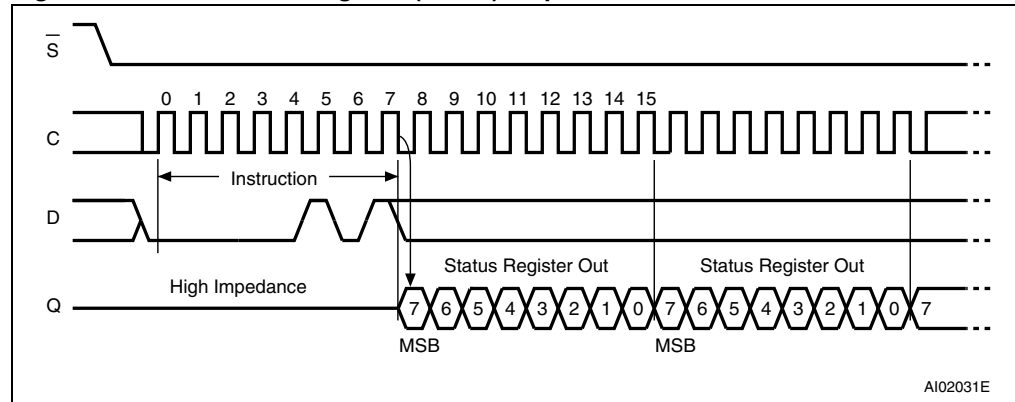 S
0 1 2 3 4 5 6 7 8 9 10 11 12 13 14 15
C
Instruction
D
Status Register Out Status Register Out
High Impedance
Q 7 6 5 4 3 2 1 0 7 6 5 4 3 2 1 0 7
MSB MSB
AI02031E